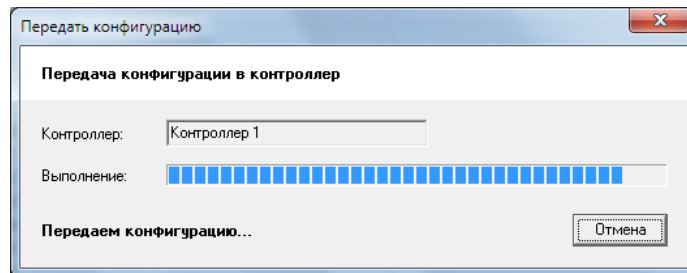 Передать конфигурацию
Передача конфигурации в контроллер
Контроллер: Контроллер 1
Выполнение:
Передаем конфигурацию... Отмена